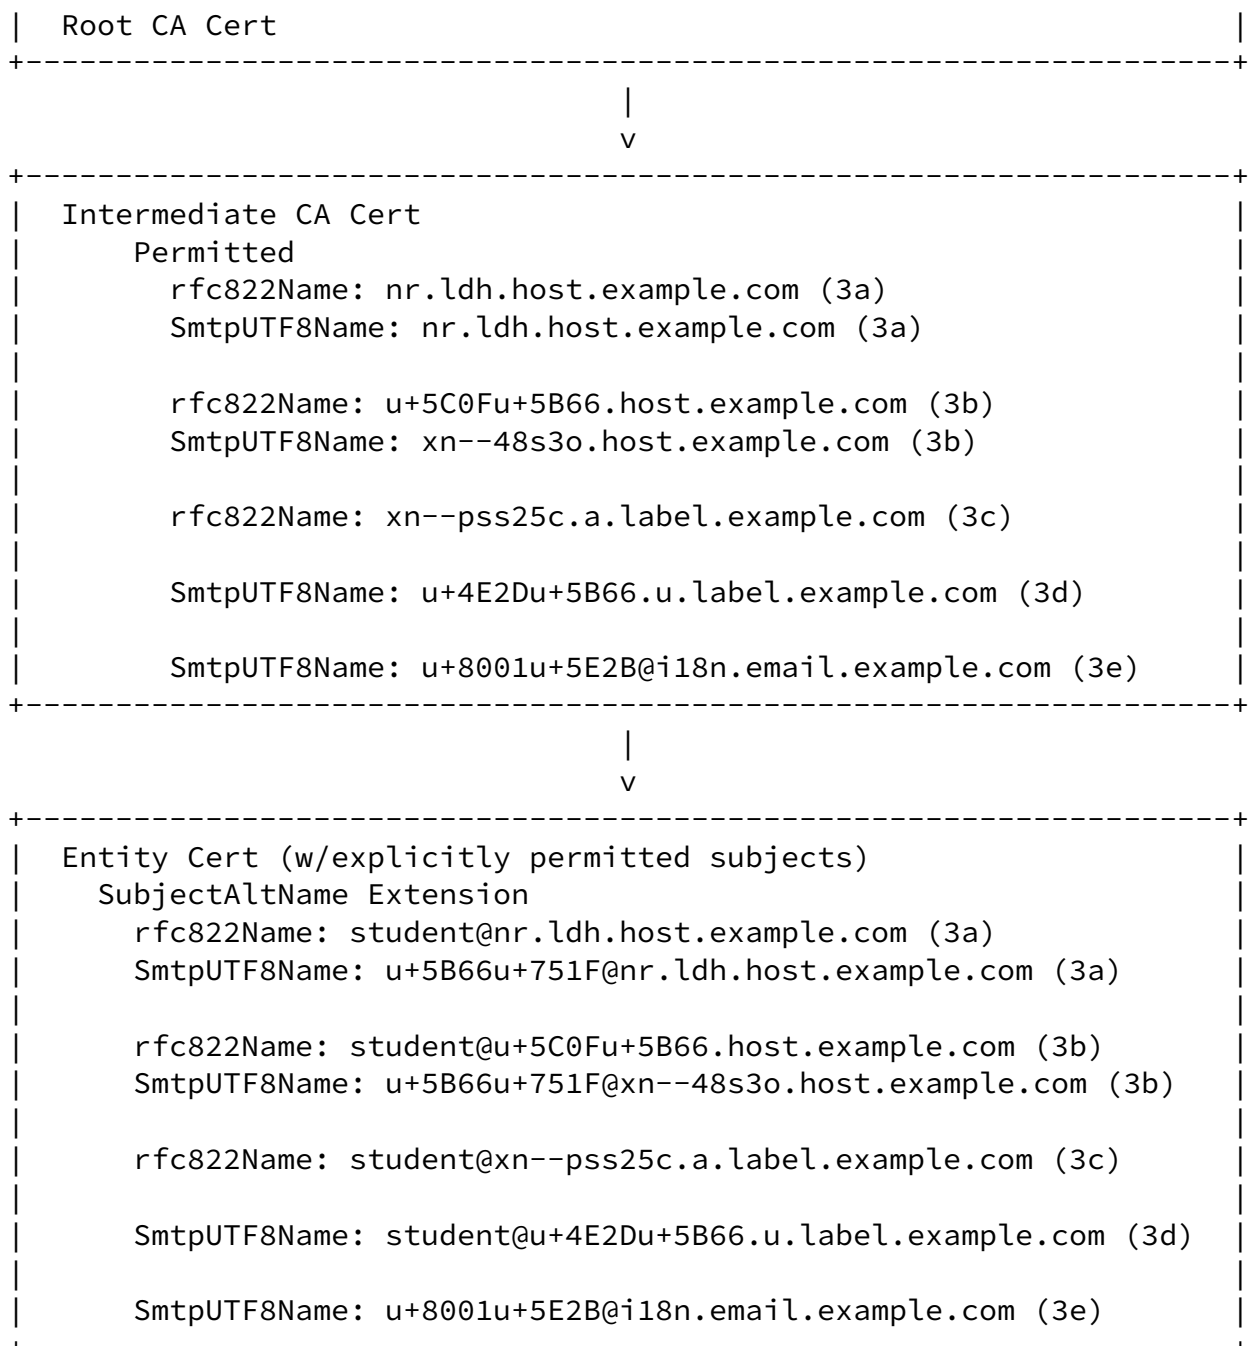 |  Root CA Cert                                                     |
+-------------------------------------------------------------------+
                                  |
                                  v
+-------------------------------------------------------------------+
|  Intermediate CA Cert                                             |
|      Permitted                                                    |
|        rfc822Name: nr.ldh.host.example.com (3a)                   |
|        SmtpUTF8Name: nr.ldh.host.example.com (3a)                 |
|                                                                   |
|        rfc822Name: u+5C0Fu+5B66.host.example.com (3b)             |
|        SmtpUTF8Name: xn--48s3o.host.example.com (3b)              |
|                                                                   |
|        rfc822Name: xn--pss25c.a.label.example.com (3c)            |
|                                                                   |
|        SmtpUTF8Name: u+4E2Du+5B66.u.label.example.com (3d)        |
|                                                                   |
|        SmtpUTF8Name: u+8001u+5E2B@i18n.email.example.com (3e)     |
+-------------------------------------------------------------------+
                                  |
                                  v
+-------------------------------------------------------------------+
|  Entity Cert (w/explicitly permitted subjects)                    |
|    SubjectAltName Extension                                       |
|      rfc822Name: student@nr.ldh.host.example.com (3a)             |
|      SmtpUTF8Name: u+5B66u+751F@nr.ldh.host.example.com (3a)      |
|                                                                   |
|      rfc822Name: student@u+5C0Fu+5B66.host.example.com (3b)       |
|      SmtpUTF8Name: u+5B66u+751F@xn--48s3o.host.example.com (3b)   |
|                                                                   |
|      rfc822Name: student@xn--pss25c.a.label.example.com (3c)      |
|                                                                   |
|      SmtpUTF8Name: student@u+4E2Du+5B66.u.label.example.com (3d)  |
|                                                                   |
|      SmtpUTF8Name: u+8001u+5E2B@i18n.email.example.com (3e)       |